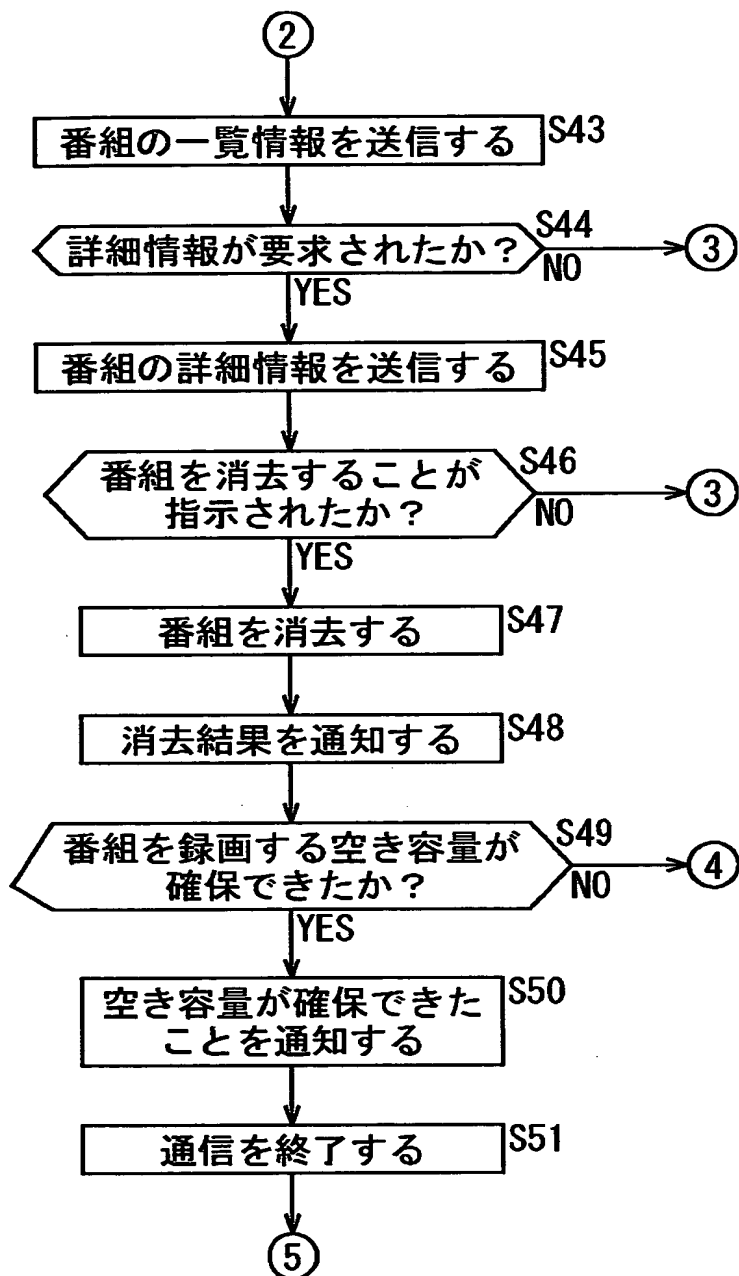 ②
番組の一覧情報を送信する
S43
詳細情報が要求されたか？
S44
NO
③
YES
番組の詳細情報を送信する
S45
番組を消去することが
指示されたか？
S46
NO
③
YES
番組を消去する
S47
消去結果を通知する
S48
番組を録画する空き容量が
確保できたか？
S49
NO
④
YES
空き容量が確保できた
ことを通知する
S50
通信を終了する
S51
⑤